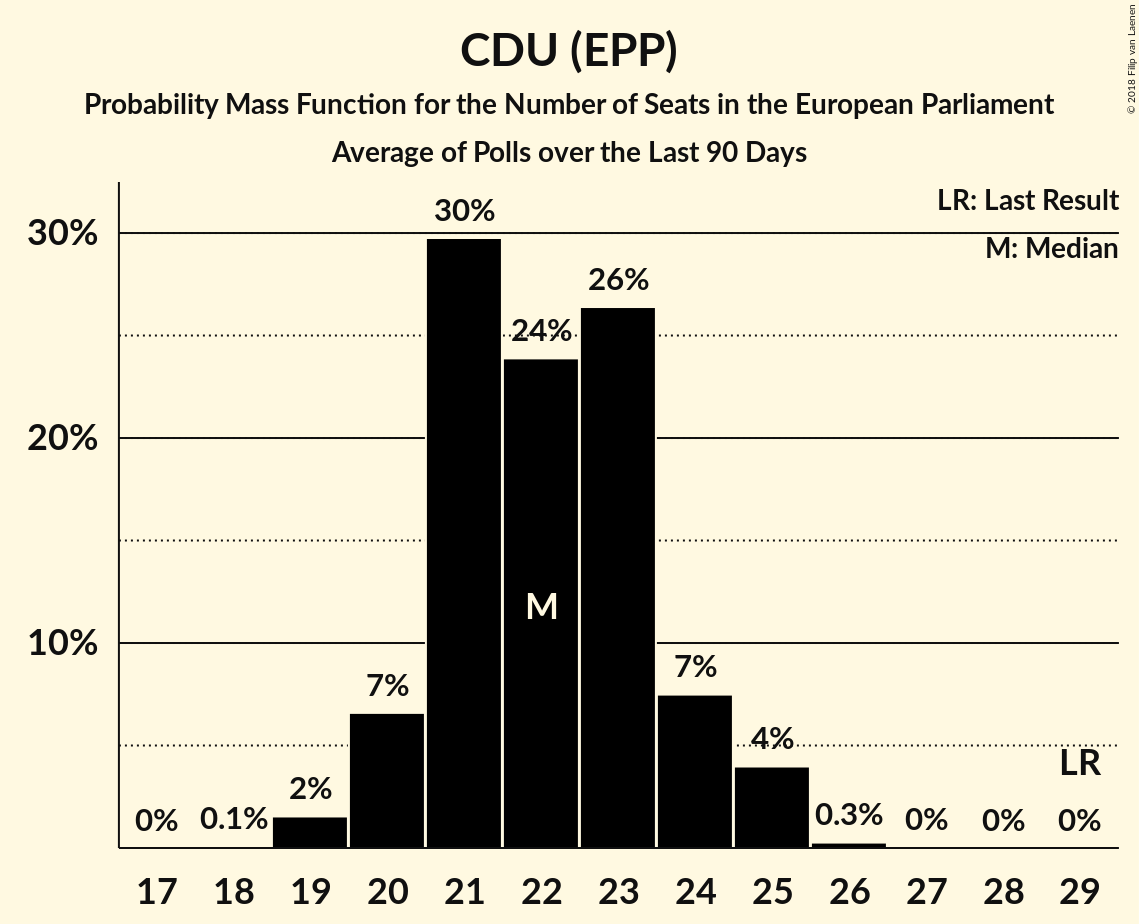 CDU (EPP)
Probability Mass Function for the Number of Seats in the European Parliament
Average of Polls over the Last 90 Days
© 2018 Filip van Laenen
LR: Last Result
M: Median
30%
20%
10%
0%
0.1%
2%
7%
30%
24%
26%
7%
4%
0.3%
0%
0%
0%
M
LR
17 18 19 20 21 22 23 24 25 26 27 28 29